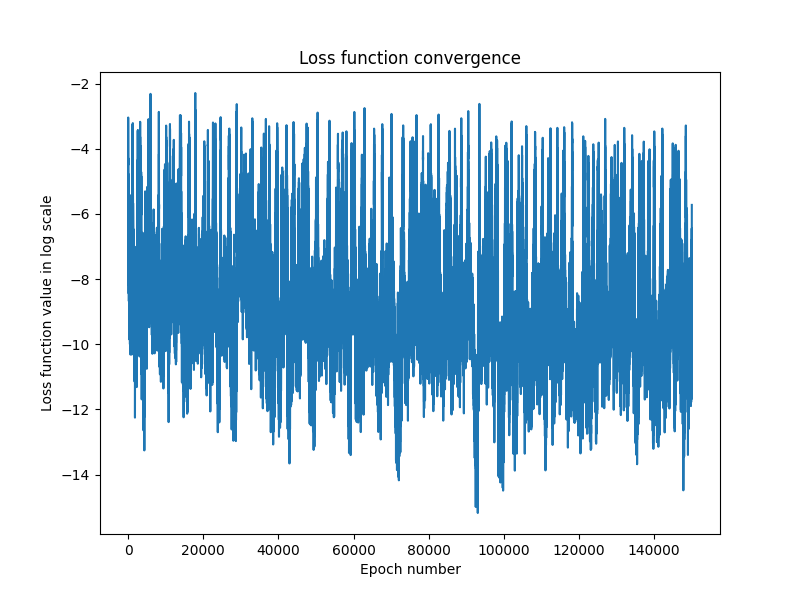 Loss function convergence
−2
−4
−6
−8
−10
−12
−14
Loss function value in log scale
0 20000 40000 60000 80000 100000 120000 140000
Epoch number